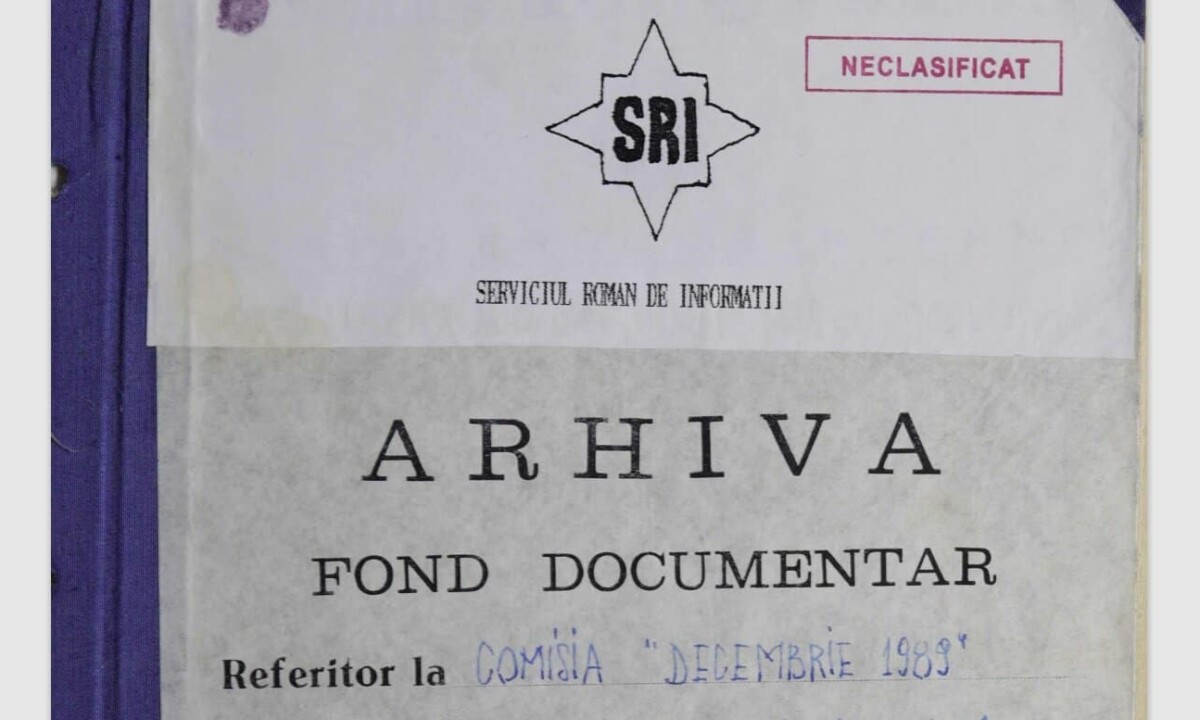 NECLASIFICAT
SRI
SERVICIUL ROMAN DE INFORMATII
ARHIVA
FOND DOCUMENTAR
Referitor la COMISIA "DECEMBRIE 1989"